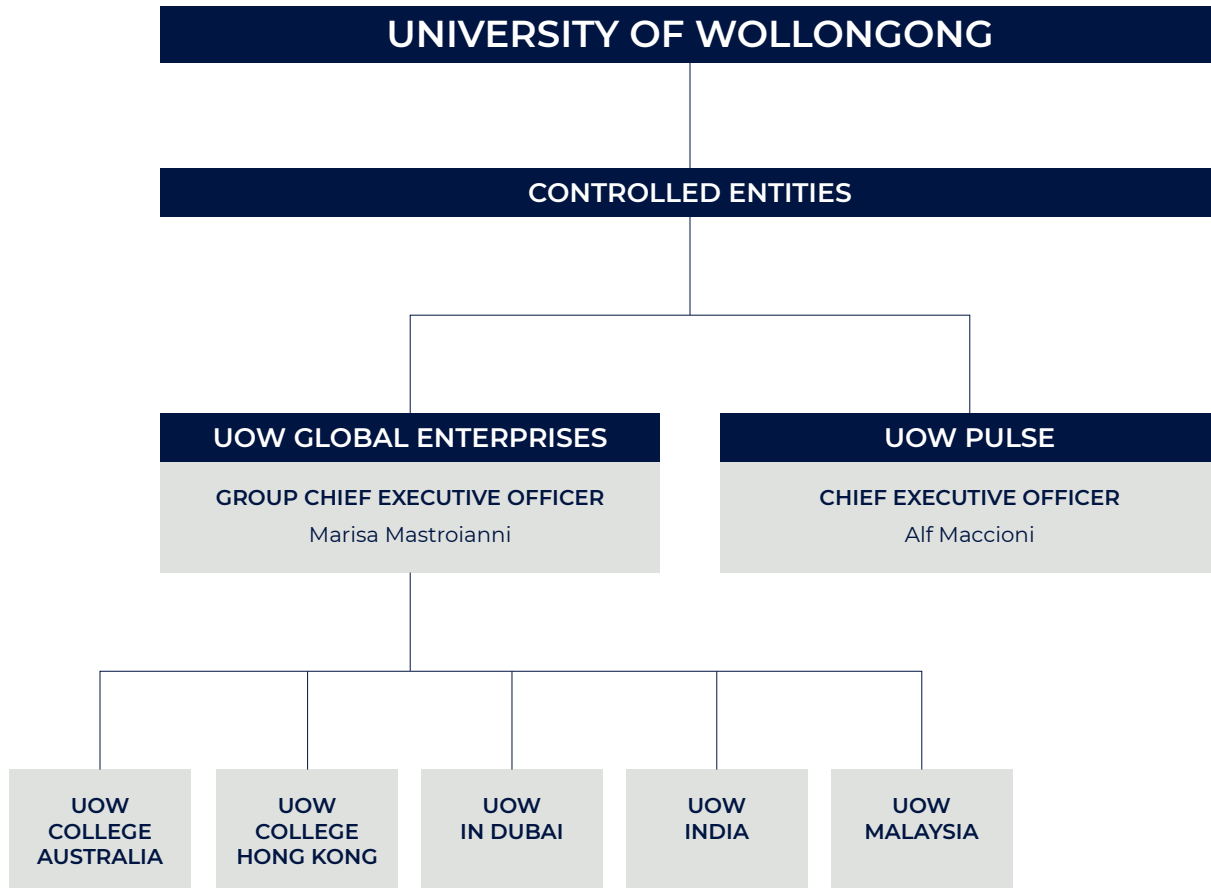 UNIVERSITY OF WOLLONGONG
CONTROLLED ENTITIES
UOW GLOBAL ENTERPRISES
GROUP CHIEF EXECUTIVE OFFICER
Marisa Mastroianni
UOW PULSE
CHIEF EXECUTIVE OFFICER
Alf Maccioni
UOW
COLLEGE
AUSTRALIA
UOW
COLLEGE
HONG KONG
UOW
IN DUBAI
UOW
INDIA
UOW
MALAYSIA